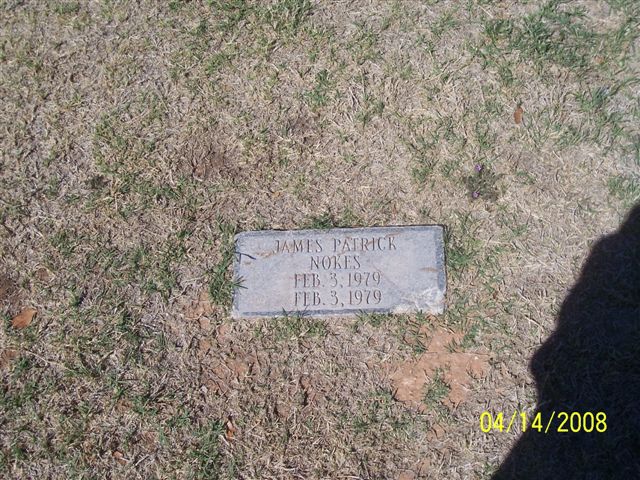 JAMES PATRICK
NOKES
FEB. 3, 1979
FEB. 3, 1979
04/14/2008